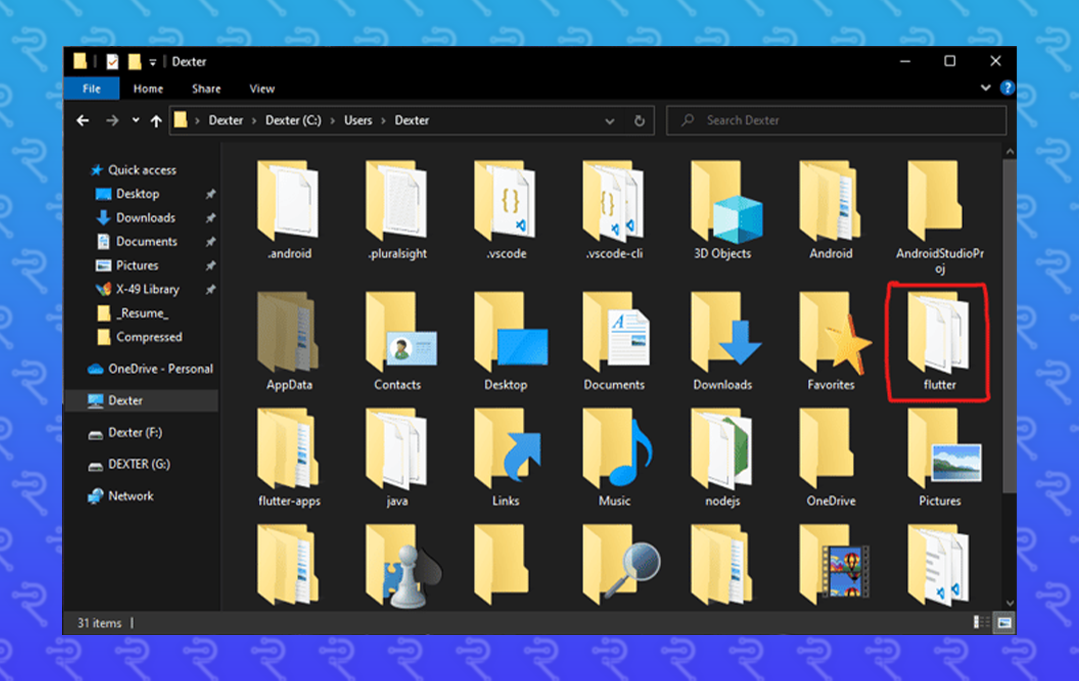 Dexter
File Home Share View
Dexter > Dexter (C:) > Users > Dexter
Search Dexter
Quick access
Desktop
Downloads
Documents
Pictures
X-49 Library
_Resume_
Compressed
OneDrive - Personal
Dexter
Dexter (F:)
DEXTER (G:)
Network
.android .pluralsight .vscode .vscode-cli 3D Objects Android AndroidStudioPr
oj
AppData Contacts Desktop Documents Downloads Favorites flutter
flutter-apps java Links Music nodejs OneDrive Pictures
31 items